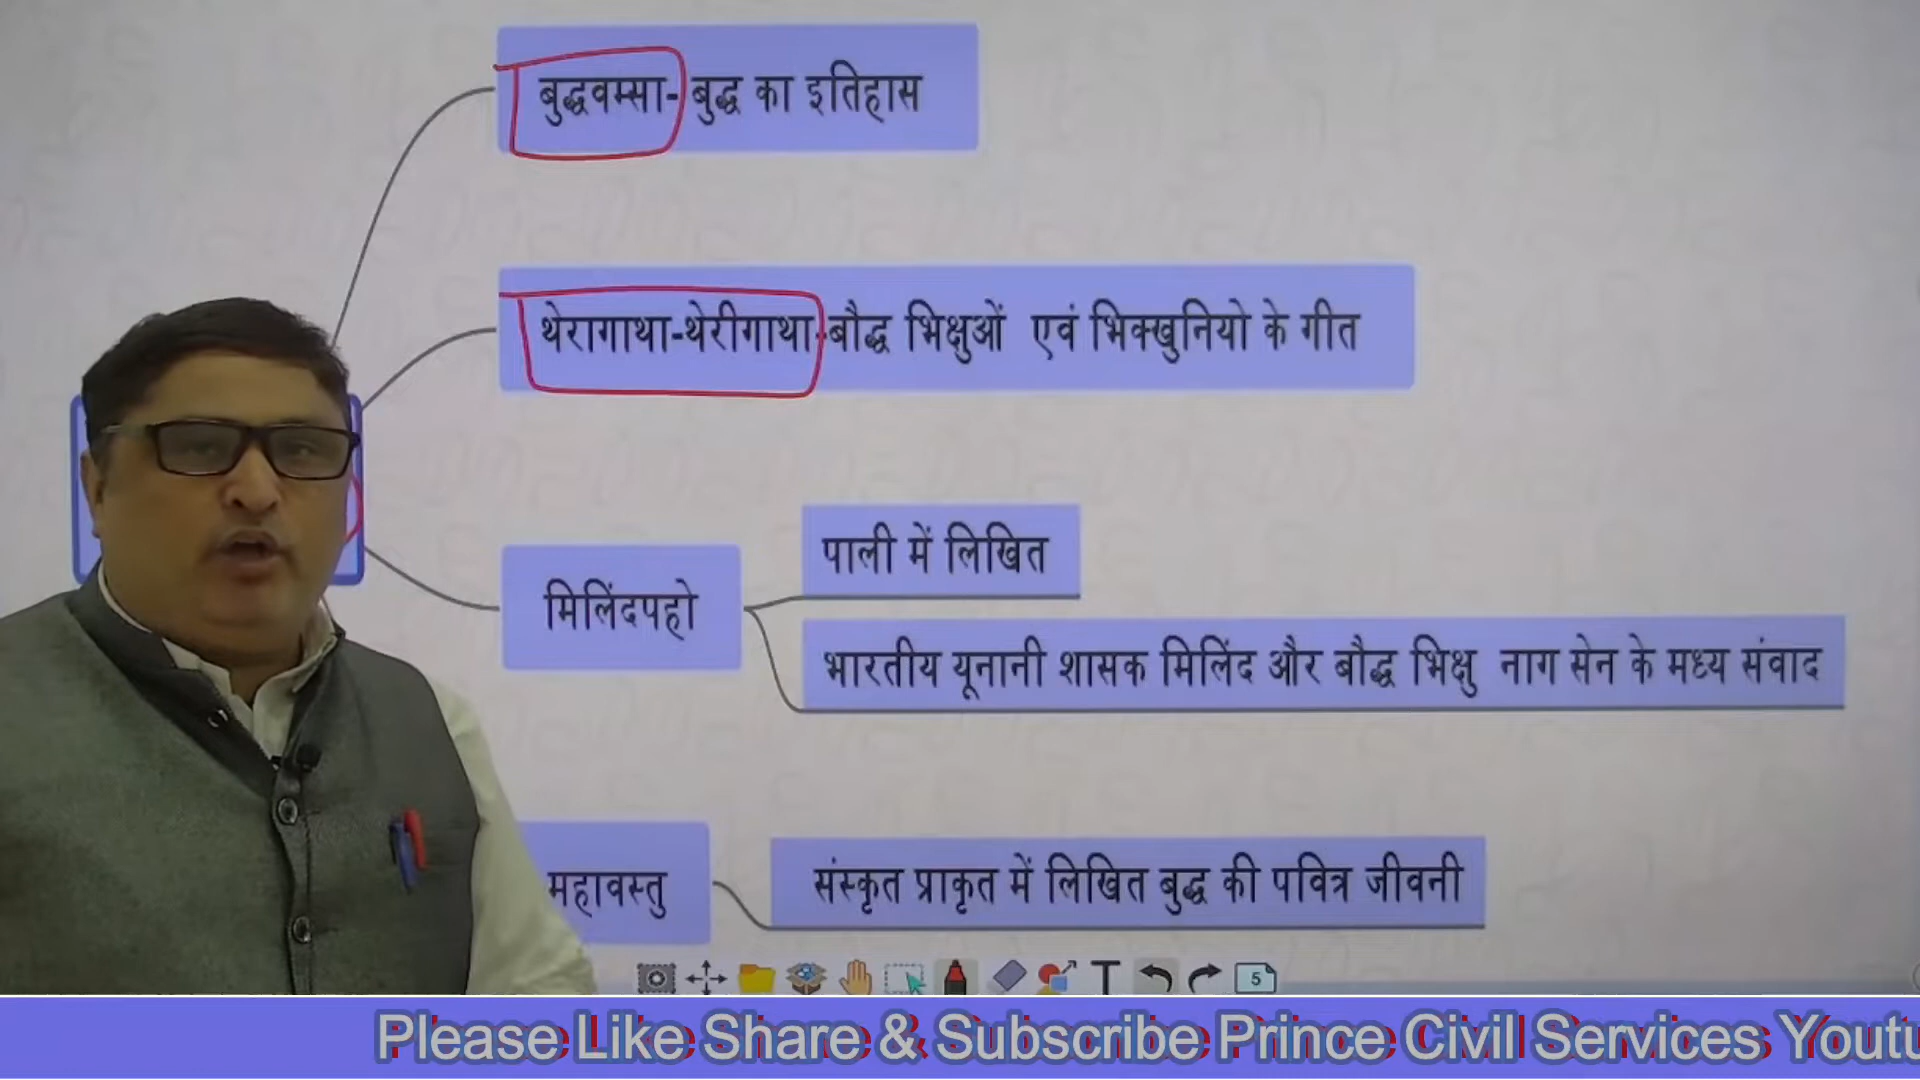 बुद्धवम्सा- बुद्ध का इतिहास
थेरागाथा-थेरीगाथा-बौद्ध भिक्षुओं एवं भिक्खुनियो के गीत
पाली में लिखित
मिलिंदपहो
भारतीय यूनानी शासक मिलिंद और बौद्ध भिक्षु नाग सेन के मध्य संवाद
महावस्तु
संस्कृत प्राकृत में लिखित बुद्ध की पवित्र जीवनी
T
5
Please Like Share & Subscribe Prince Civil Services Youtu